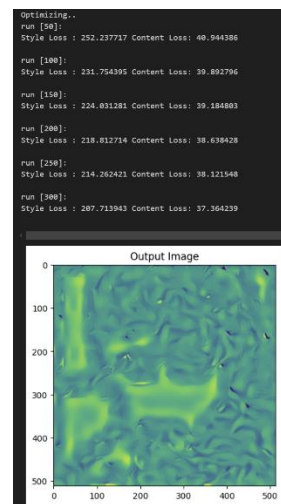 Optimizing..
run [50]:
Style Loss : 252.237717 Content Loss: 40.944386
run [100]:
Style Loss : 231.754395 Content Loss: 39.892796
run [150]:
Style Loss : 224.031281 Content Loss: 39.184803
run [200]:
Style Loss : 218.812714 Content Loss: 38.638428
run [250]:
Style Loss : 214.262421 Content Loss: 38.121548
run [300]:
Style Loss : 207.713943 Content Loss: 37.364239
Output Image
0
100
200
300
400
500
0 100 200 300 400 500